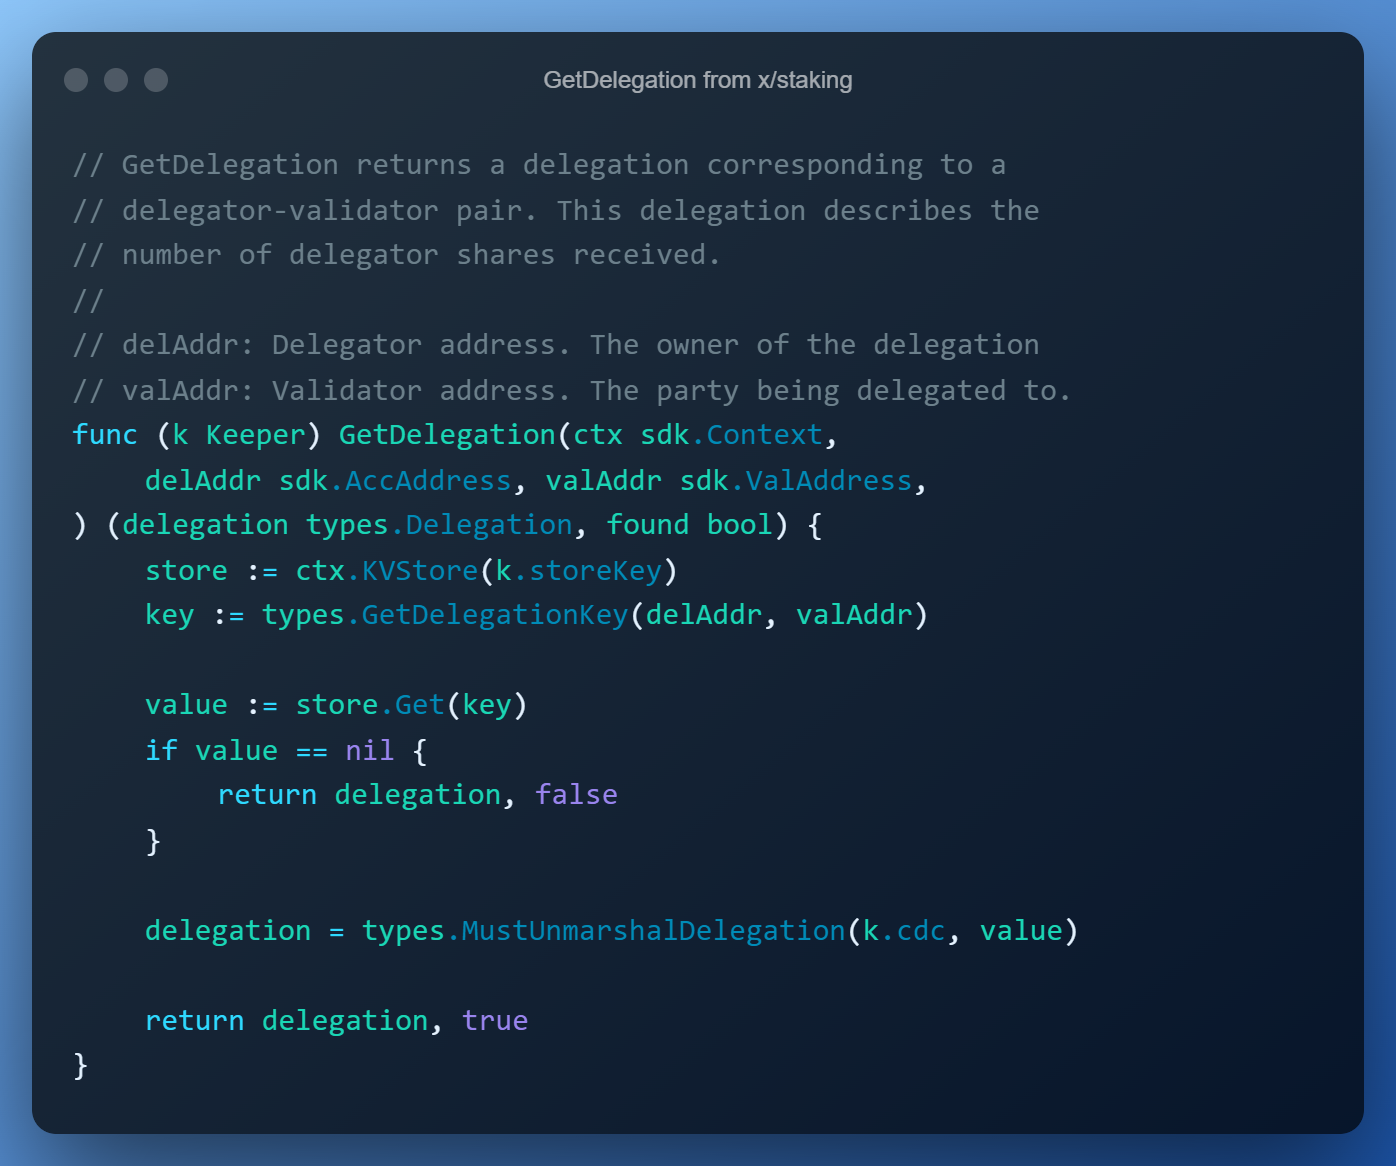 GetDelegation from x/staking
// GetDelegation returns a delegation corresponding to a
// delegator-validator pair. This delegation describes the
// number of delegator shares received.
//
// delAddr: Delegator address. The owner of the delegation
// valAddr: Validator address. The party being delegated to.
func (k Keeper) GetDelegation(ctx sdk.Context,
    delAddr sdk.AccAddress, valAddr sdk.ValAddress,
) (delegation types.Delegation, found bool) {
    store := ctx.KVStore(k.storeKey)
    key := types.GetDelegationKey(delAddr, valAddr)

    value := store.Get(key)
    if value == nil {
        return delegation, false
    }

    delegation = types.MustUnmarshalDelegation(k.cdc, value)

    return delegation, true
}